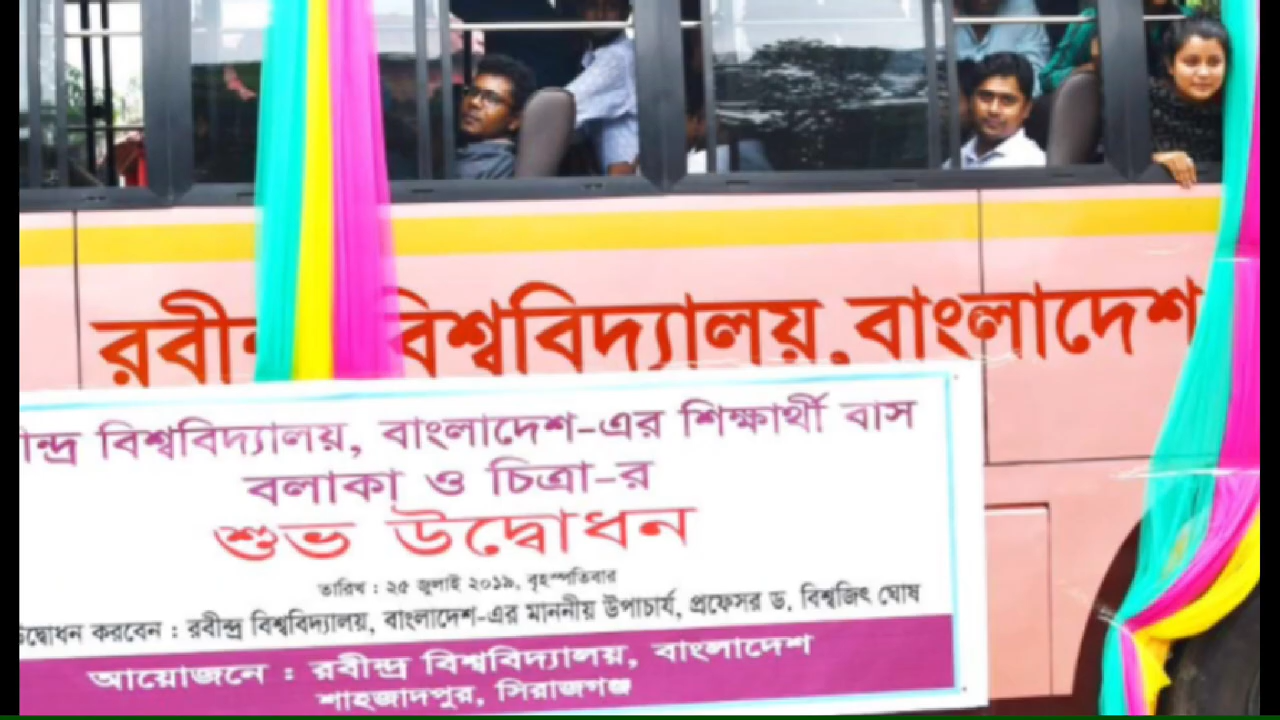 রবীন্দ্র বিশ্ববিদ্যালয়, বাংলাদেশ
ীন্দ্র বিশ্ববিদ্যালয়, বাংলাদেশ-এর শিক্ষার্থী বাস
বলাকা ও চিত্রা-র
শুভ উদ্বোধন
তারিখ : ২৫ জুলাই ২০১৯, বৃহস্পতিবার
উদ্বোধন করবেন : রবীন্দ্র বিশ্ববিদ্যালয়, বাংলাদেশ-এর মাননীয় উপাচার্য, প্রফেসর ড. বিশ্বজিৎ ঘোষ
আয়োজনে : রবীন্দ্র বিশ্ববিদ্যালয়, বাংলাদেশ
শাহজাদপুর, সিরাজগঞ্জ